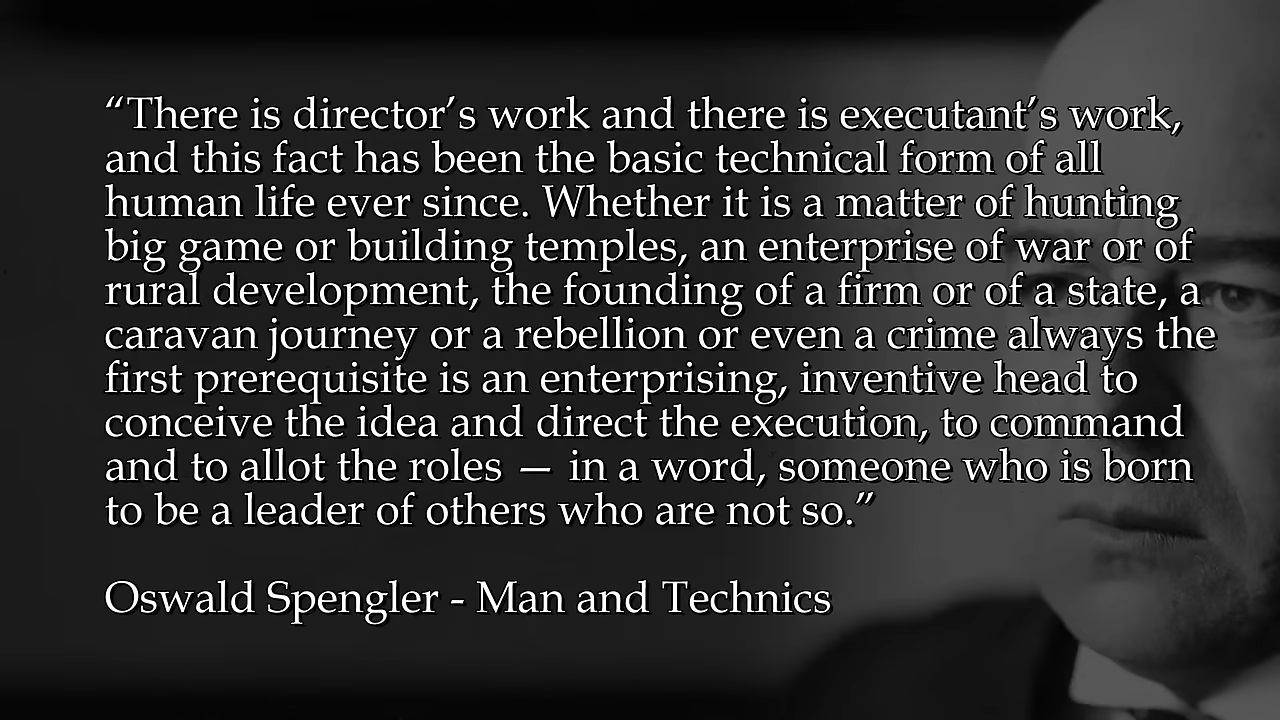 “There is director’s work and there is executant’s work,
and this fact has been the basic technical form of all
human life ever since. Whether it is a matter of hunting
big game or building temples, an enterprise of war or of
rural development, the founding of a firm or of a state, a
caravan journey or a rebellion or even a crime always the
first prerequisite is an enterprising, inventive head to
conceive the idea and direct the execution, to command
and to allot the roles — in a word, someone who is born
to be a leader of others who are not so.”
Oswald Spengler - Man and Technics